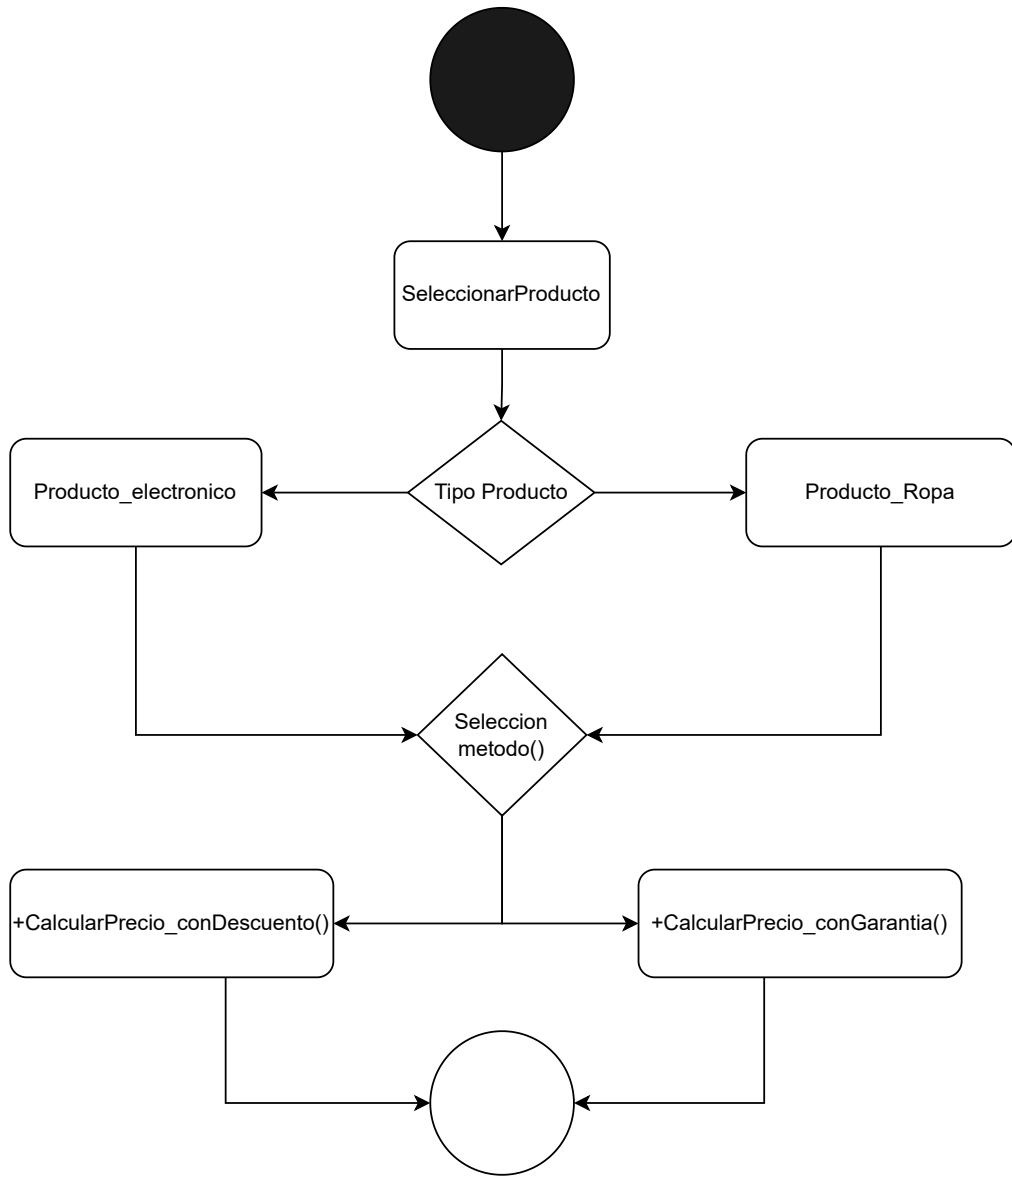 SeleccionarProducto
Producto_electronico
Tipo Producto
Producto_Ropa
Seleccion
metodo()
+CalcularPrecio_conDescuento()
+CalcularPrecio_conGarantia()